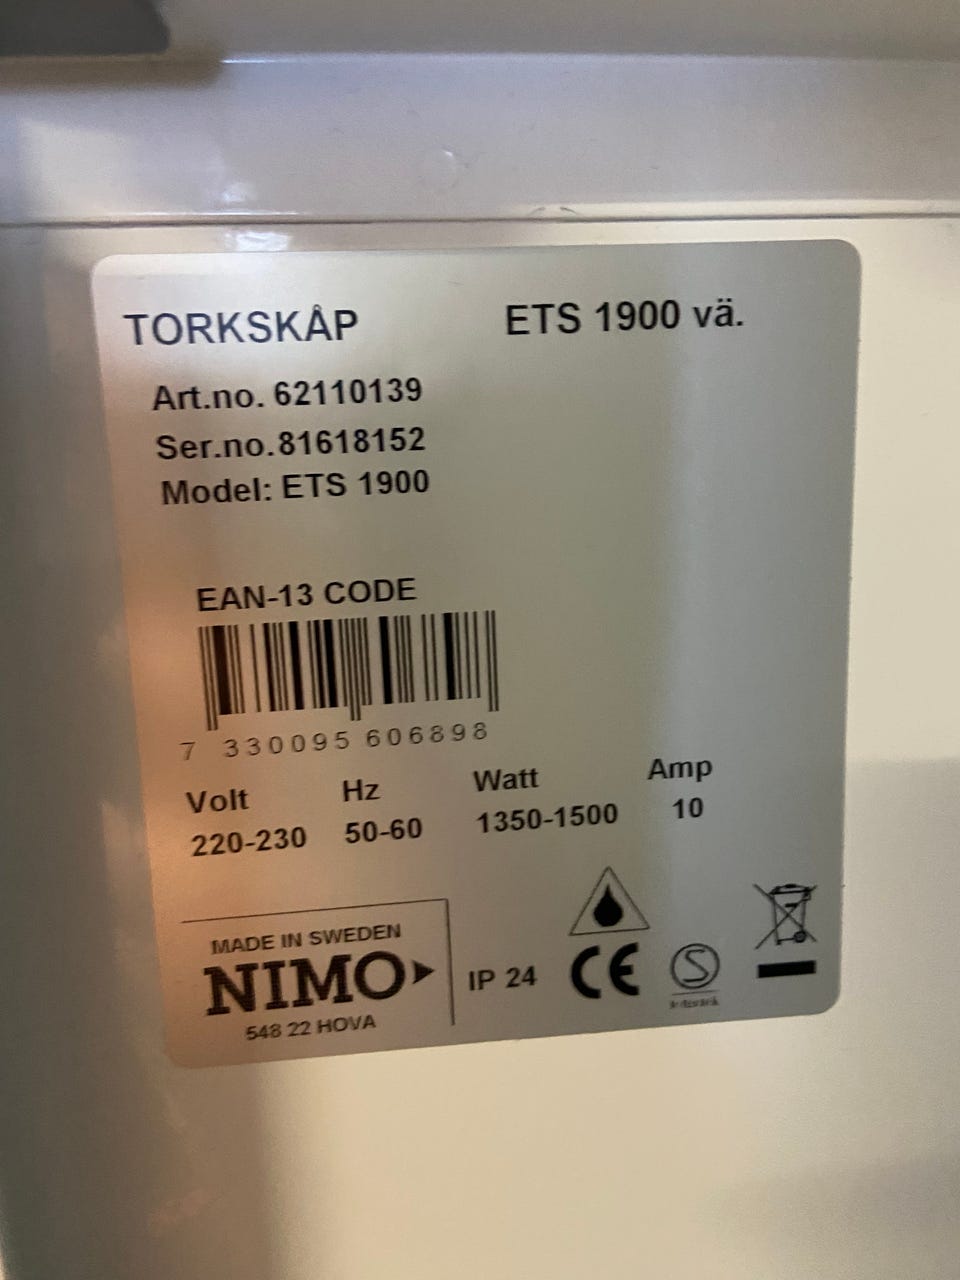 TORKSKÅP ETS 1900 vä.
Art.no. 62110139
Ser.no. 81618152
Model: ETS 1900
EAN-13 CODE
7 330095 606898
Volt Hz Watt Amp
220-230 50-60 1350-1500 10
MADE IN SWEDEN
NIMO
548 22 HOVA
IP 24
CE
S
Intertek